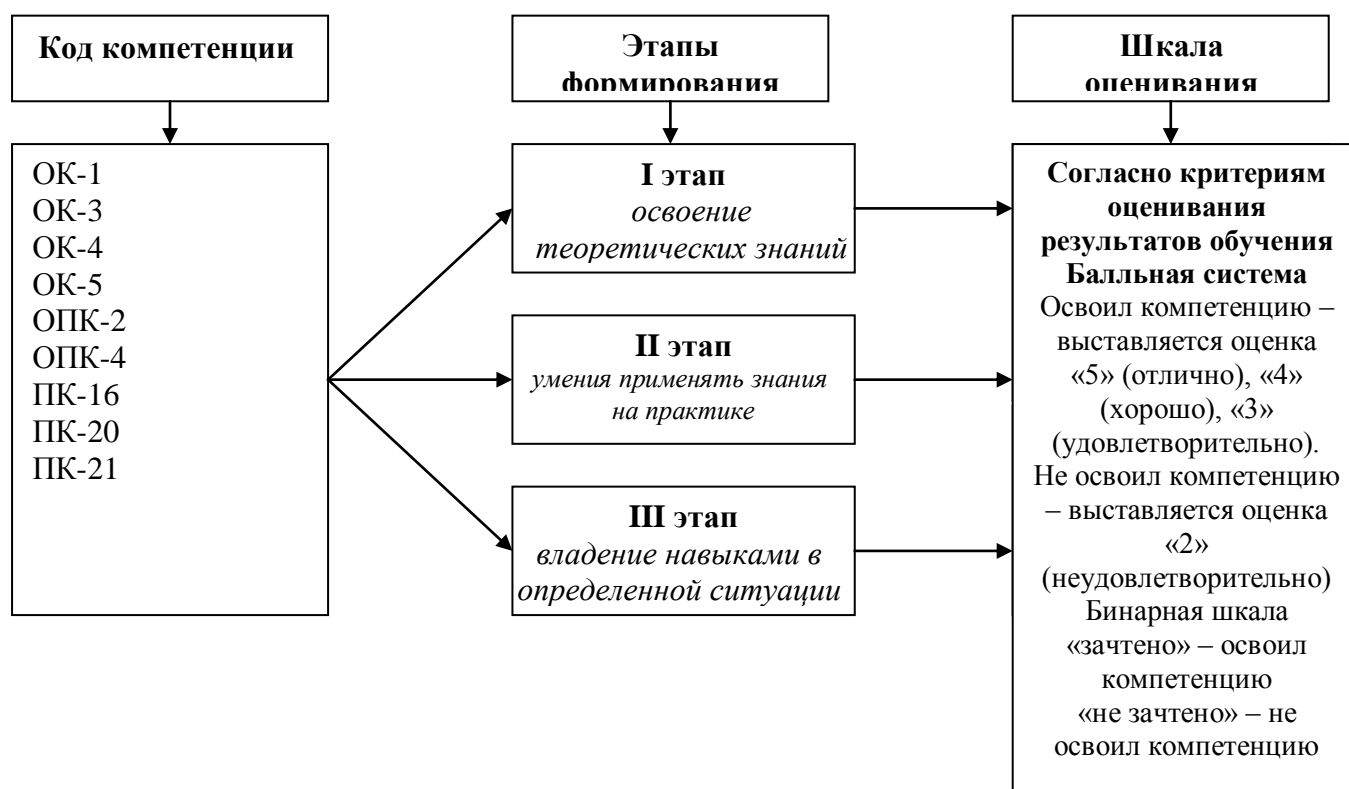 Код компетенции
Этапы
формирования
Шкала
оценивания
ОК-1
ОК-3
ОК-4
ОК-5
ОПК-2
ОПК-4
ПК-16
ПК-20
ПК-21
I этап
освоение
теоретических знаний
II этап
умения применять знания
на практике
III этап
владение навыками в
определенной ситуации
Согласно критериям
оценивания
результатов обучения
Балльная система
Освоил компетенцию –
выставляется оценка
«5» (отлично), «4»
(хорошо), «3»
(удовлетворительно).
Не освоил компетенцию
– выставляется оценка
«2»
(неудовлетворительно)
Бинарная шкала
«зачтено» – освоил
компетенцию
«не зачтено» – не
освоил компетенцию